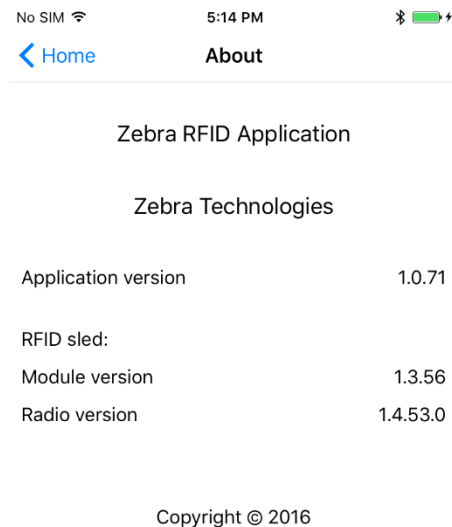 No SIM 5:14 PM
Home About
Zebra RFID Application
Zebra Technologies
Application version 1.0.71
RFID sled:
Module version 1.3.56
Radio version 1.4.53.0
Copyright © 2016